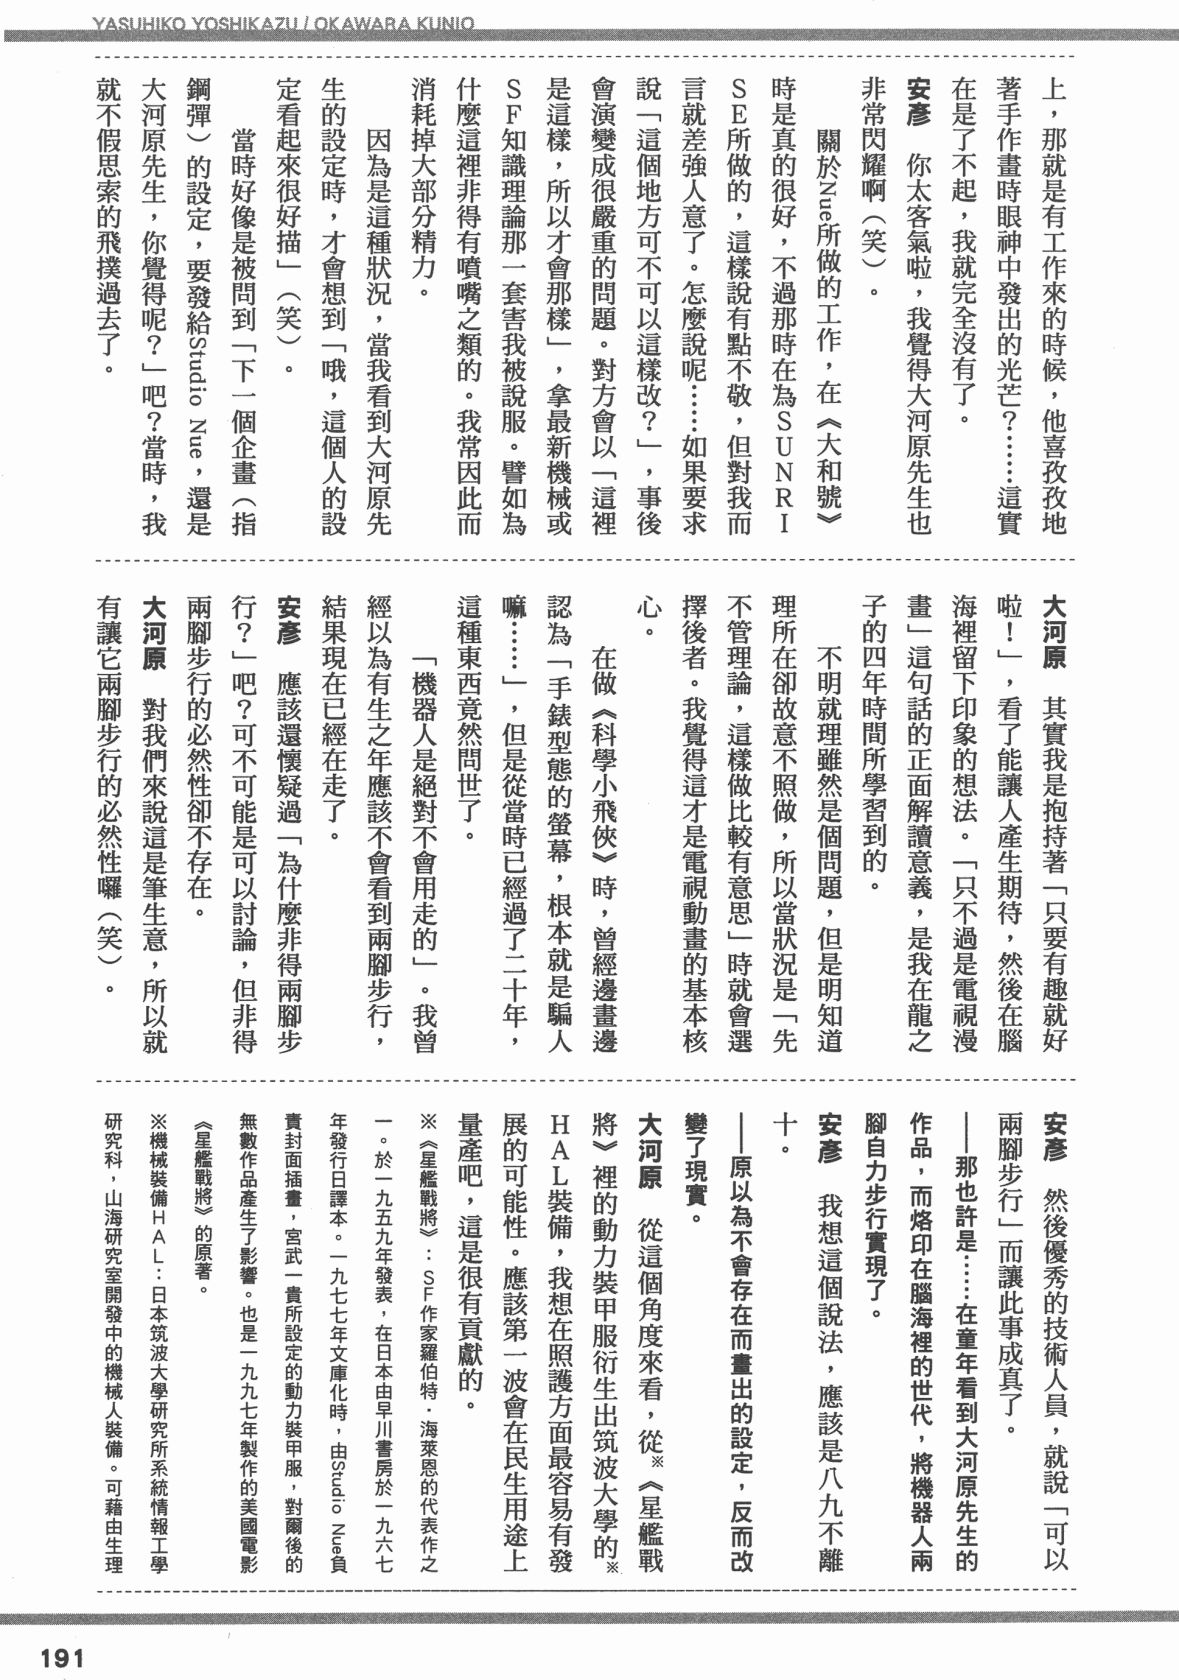 YASUHIKO YOSHIKAZU / OKAWARA KUNIO
上，那就是有工作來的時候，他喜孜孜地
著手作畫時眼神中發出的光芒？……這實
在是了不起，我就完全沒有了。
安彥　你太客氣啦，我覺得大河原先生也
非常閃耀啊（笑）。
關於Nue所做的工作，在《大和號》
時是真的很好，不過那時在為ＳＵＮＲＩ
ＳＥ所做的，這樣說有點不敬，但對我而
言就差強人意了。怎麼說呢……如果要求
說「這個地方可不可以這樣改？」，事後
會演變成很嚴重的問題。對方會以「這裡
是這樣，所以才會那樣」，拿最新機械或
ＳＦ知識理論那一套害我被說服。譬如為
什麼這裡非得有噴嘴之類的。我常因此而
消耗掉大部分精力。
因為是這種狀況，當我看到大河原先
生的設定時，才會想到「哦，這個人的設
定看起來很好描」（笑）。
當時好像是被問到「下一個企畫（指
鋼彈）的設定，要發給Studio Nue，還是
大河原先生，你覺得呢？」吧？當時，我
就不假思索的飛撲過去了。
大河原　其實我是抱持著「只要有趣就好
啦！」，看了能讓人產生期待，然後在腦
海裡留下印象的想法。「只不過是電視漫
畫」這句話的正面解讀意義，是我在龍之
子的四年時間所學習到的。
不明就理雖然是個問題，但是明知道
理所在卻故意不照做，所以當狀況是「先
不管理論，這樣做比較有意思」時就會選
擇後者。我覺得這才是電視動畫的基本核
心。
在做《科學小飛俠》時，曾經邊畫邊
認為「手錶型態的螢幕，根本就是騙人
嘛……」，但是從當時已經過了二十年，
這種東西竟然問世了。
「機器人是絕對不會用走的」。我曾
經以為有生之年應該不會看到兩腳步行，
結果現在已經在走了。
安彥　應該還懷疑過「為什麼非得兩腳步
行？」吧？可不可能是可以討論，但非得
兩腳步行的必然性卻不存在。
大河原　對我們來說這是筆生意，所以就
有讓它兩腳步行的必然性囉（笑）。
安彥　然後優秀的技術人員，就說「可以
兩腳步行」而讓此事成真了。
——那也許是……在童年看到大河原先生的
作品，而烙印在腦海裡的世代，將機器人兩
腳自力步行實現了。
安彥　我想這個說法，應該是八九不離
十。
——原以為不會存在而畫出的設定，反而改
變了現實。
大河原　從這個角度來看，從※《星艦戰
將》裡的動力裝甲服衍生出筑波大學的※
ＨＡＬ裝備，我想在照護方面最容易有發
展的可能性。應該第一波會在民生用途上
量產吧，這是很有貢獻的。
※《星艦戰將》：ＳＦ作家羅伯特．海萊恩的代表作之
一。於一九五九年發表，在日本由早川書房於一九六七
年發行日譯本。一九七七年文庫化時，由Studio Nue負
責封面插畫，宮武一貴所設定的動力裝甲服，對爾後的
無數作品產生了影響。也是一九九七年製作的美國電影
《星艦戰將》的原著。
※機械裝備ＨＡＬ：日本筑波大學研究所系統情報工學
研究科，山海研究室開發中的機械人裝備。可藉由生理
191